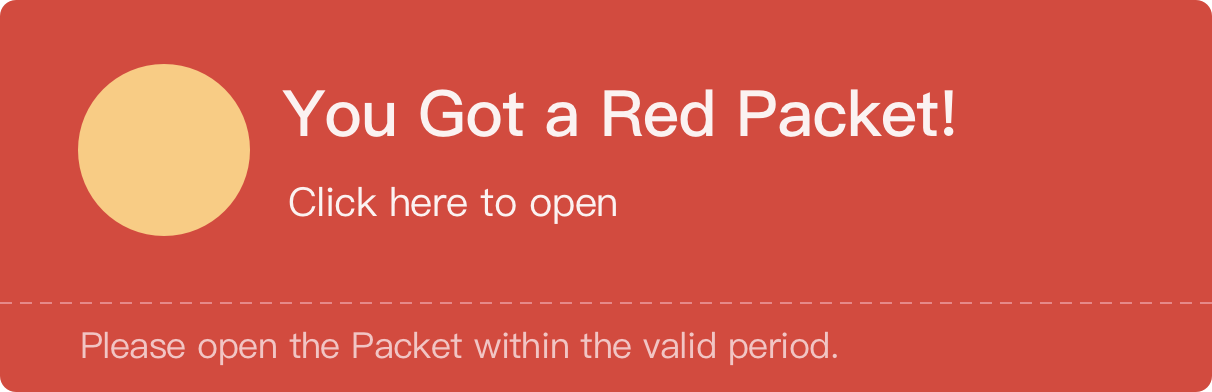 You Got a Red Packet!
Click here to open
Please open the Packet within the valid period.